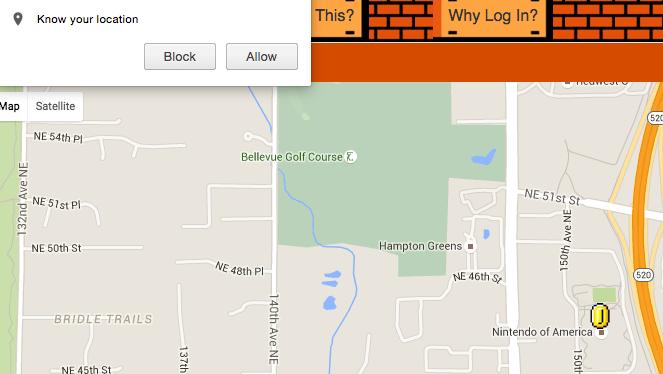 Know your location
Block
Allow
This?
Why Log In?
Map
Satellite
520
NE 54th Pl
Bellevue Golf Course
132nd Ave NE
NE 51st St
NE 51st Pl
150th Ave NE
NE 50th St
Hampton Greens
NE 48th Pl
NE 46th St
520
140th Ave NE
BRIDLE TRAILS
Nintendo of America
137th
150th
NE 45th St